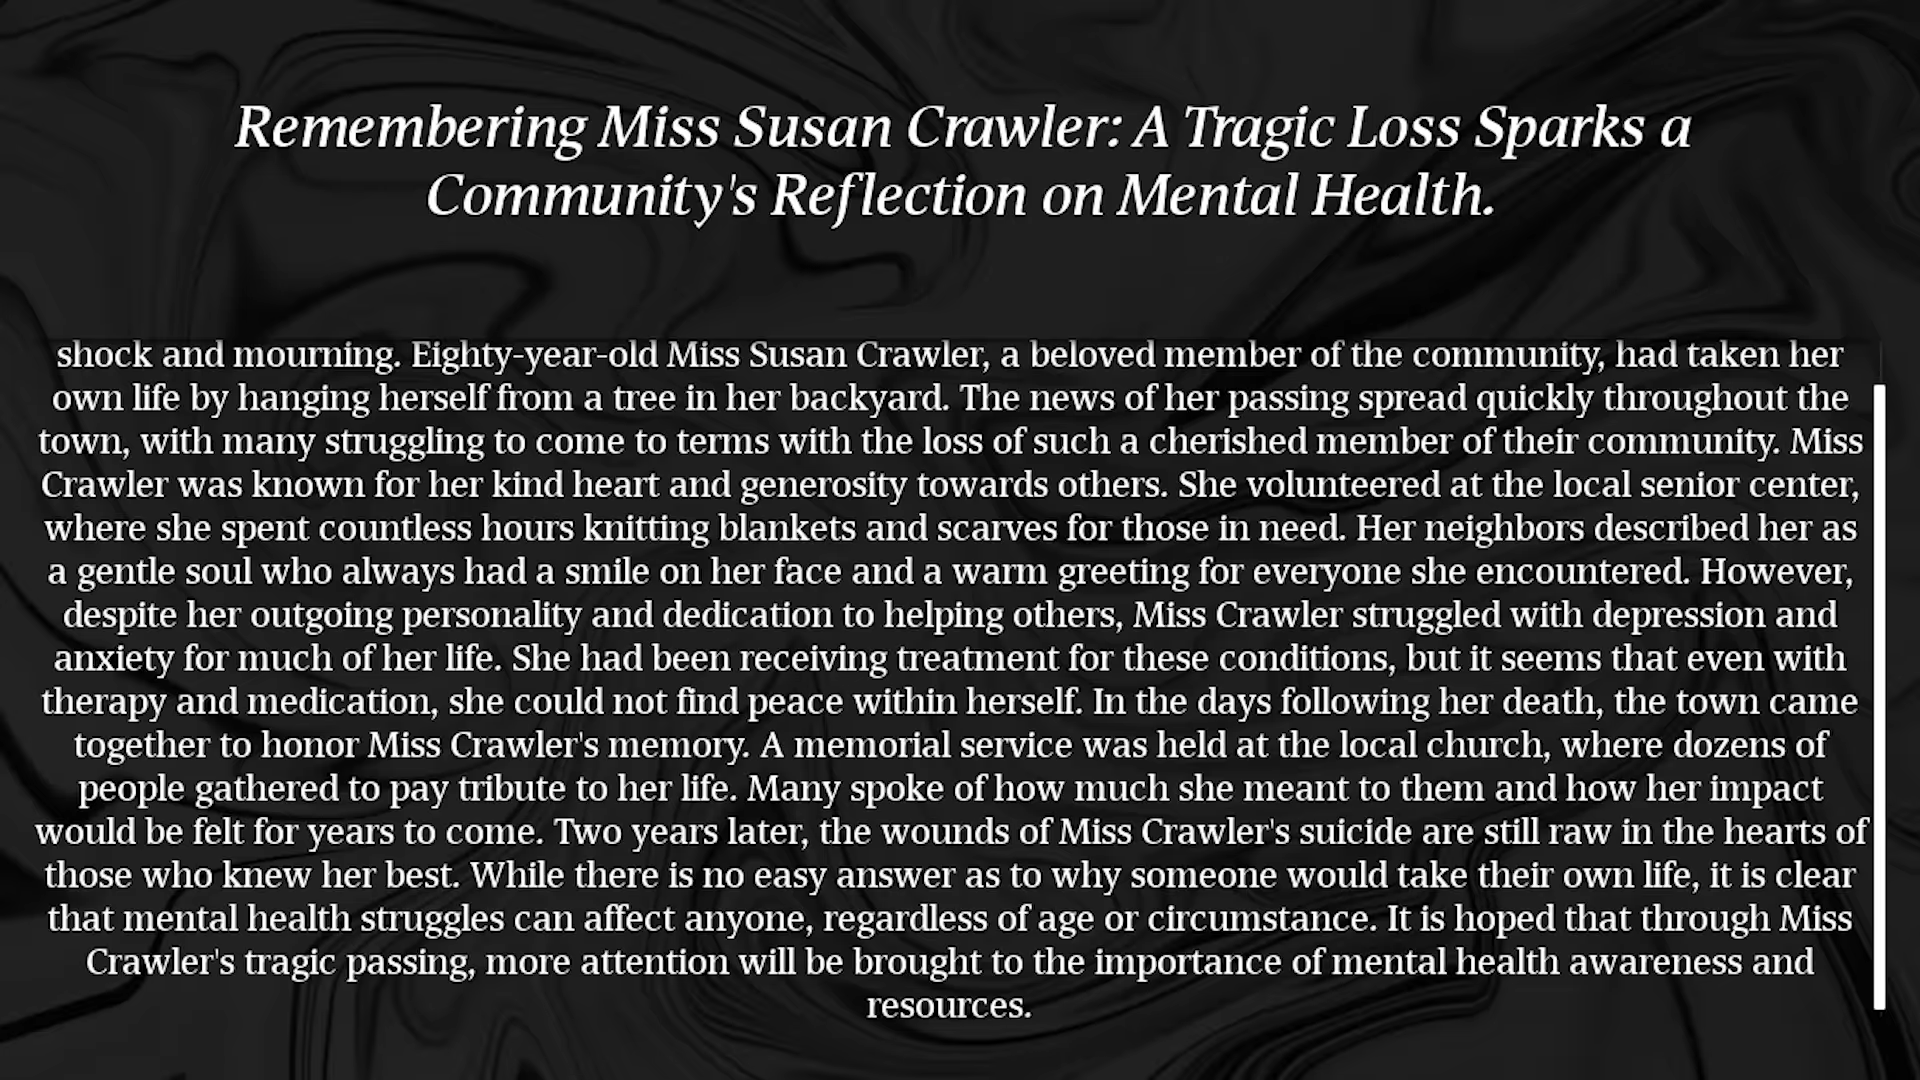 Remembering Miss Susan Crawler: A Tragic Loss Sparks a
Community's Reflection on Mental Health.
shock and mourning. Eighty-year-old Miss Susan Crawler, a beloved member of the community, had taken her
own life by hanging herself from a tree in her backyard. The news of her passing spread quickly throughout the
town, with many struggling to come to terms with the loss of such a cherished member of their community. Miss
Crawler was known for her kind heart and generosity towards others. She volunteered at the local senior center,
where she spent countless hours knitting blankets and scarves for those in need. Her neighbors described her as
a gentle soul who always had a smile on her face and a warm greeting for everyone she encountered. However,
despite her outgoing personality and dedication to helping others, Miss Crawler struggled with depression and
anxiety for much of her life. She had been receiving treatment for these conditions, but it seems that even with
therapy and medication, she could not find peace within herself. In the days following her death, the town came
together to honor Miss Crawler's memory. A memorial service was held at the local church, where dozens of
people gathered to pay tribute to her life. Many spoke of how much she meant to them and how her impact
would be felt for years to come. Two years later, the wounds of Miss Crawler's suicide are still raw in the hearts of
those who knew her best. While there is no easy answer as to why someone would take their own life, it is clear
that mental health struggles can affect anyone, regardless of age or circumstance. It is hoped that through Miss
Crawler's tragic passing, more attention will be brought to the importance of mental health awareness and
resources.